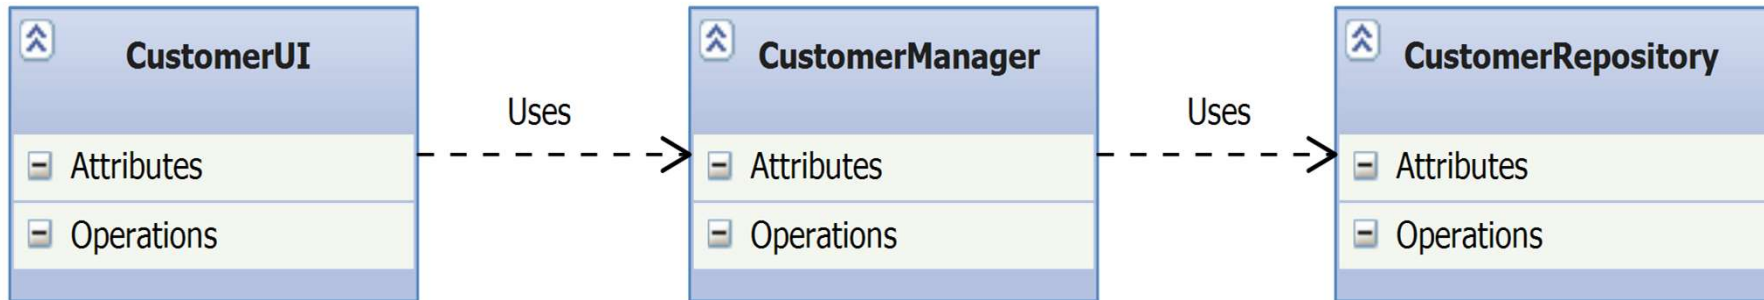 CustomerUI
Attributes
Operations
Uses
CustomerManager
Attributes
Operations
Uses
CustomerRepository
Attributes
Operations